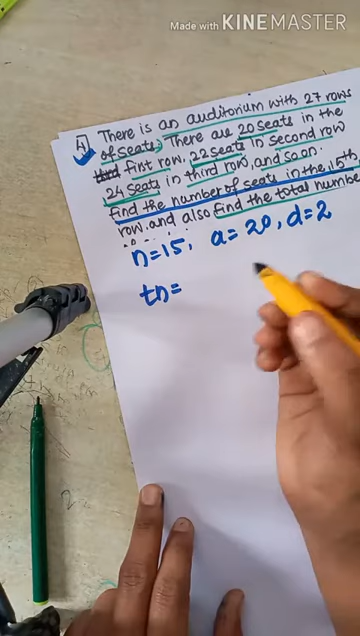 Made with KINEMASTER
4) There is an auditorium with 27 rows
of seats. There are 20 seats in the
first row, 22 seats in second row
24 seats in third row, and so on.
find the number of seats in the 15th
row and also find the total number
n=15, a=20, d=2
tn=